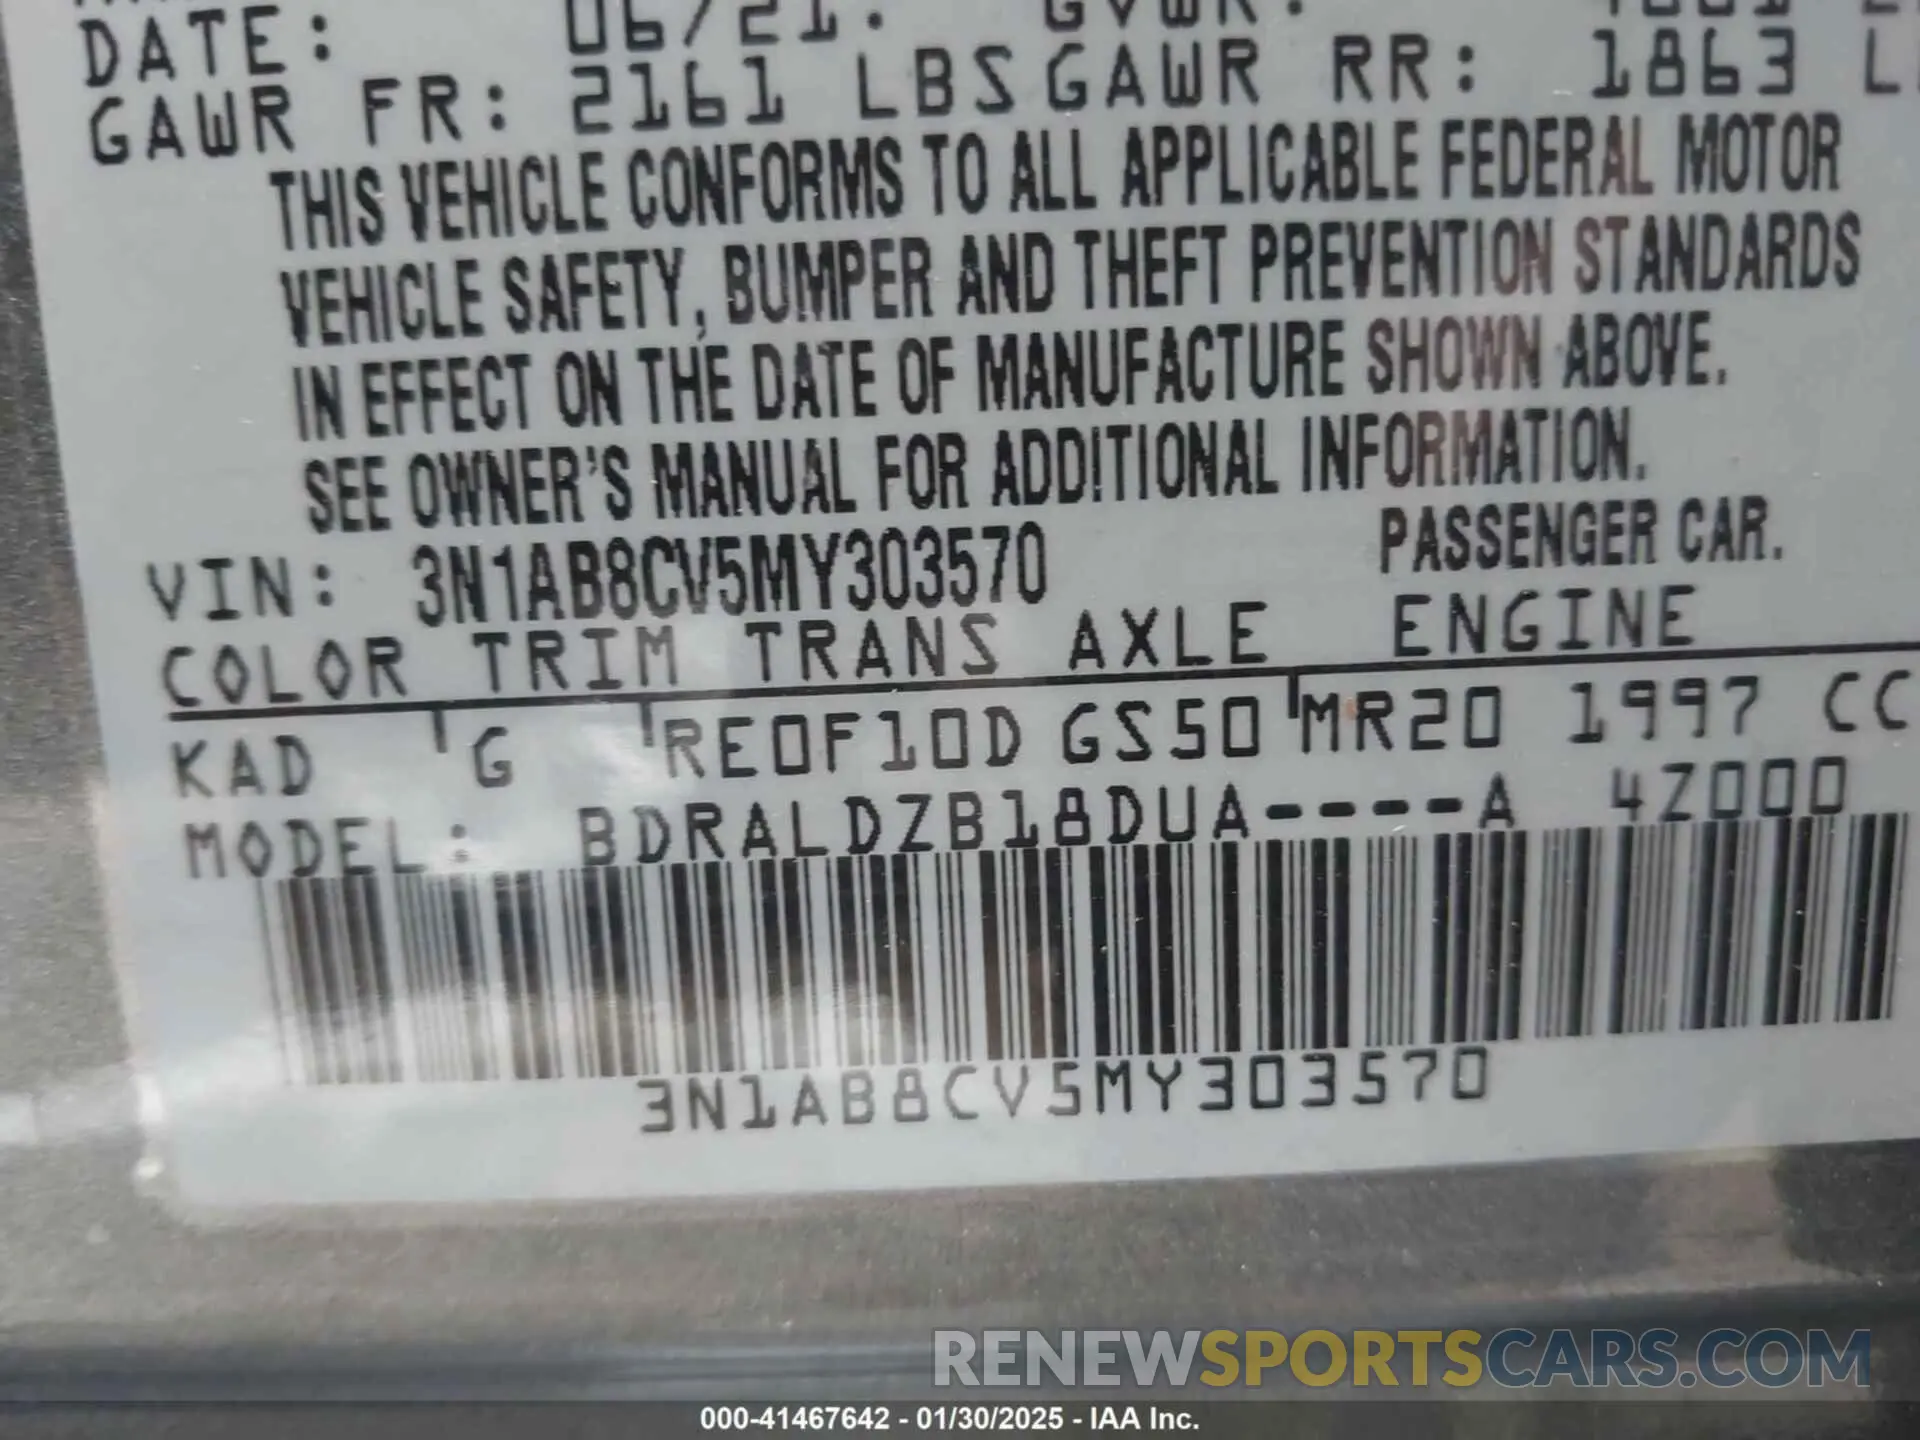 DATE: 06/21. GVWR:
GAWR FR: 2161 LBS GAWR RR: 1863 L
THIS VEHICLE CONFORMS TO ALL APPLICABLE FEDERAL MOTOR
VEHICLE SAFETY, BUMPER AND THEFT PREVENTION STANDARDS
IN EFFECT ON THE DATE OF MANUFACTURE SHOWN ABOVE.
SEE OWNER'S MANUAL FOR ADDITIONAL INFORMATION.
VIN: 3N1AB8CV5MY303570 PASSENGER CAR.
COLOR TRIM TRANS AXLE ENGINE
KAD G RE0F10D GS50 MR20 1997 CC
MODEL: BDRALDZB18DUA----A 4Z000
3N1AB8CV5MY303570
RENEWSPORTSCARS.COM
000-41467642 - 01/30/2025 - IAA Inc.